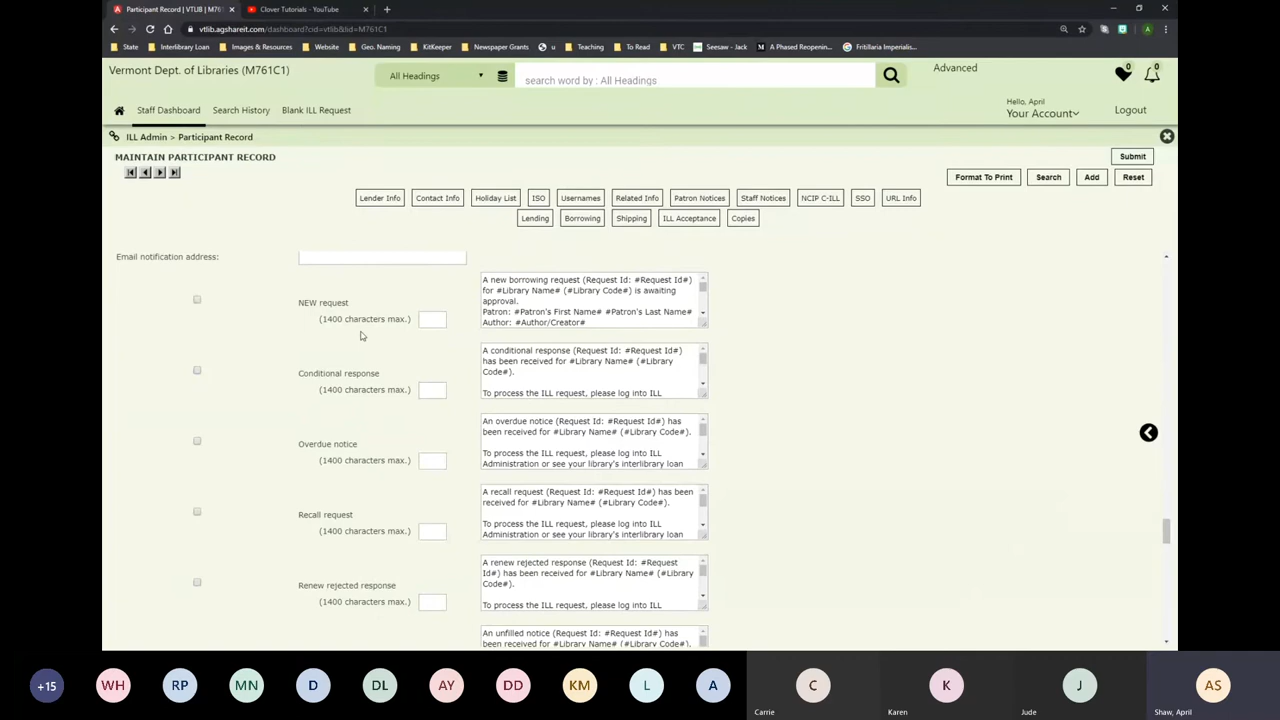 Participant Record | VTLIB | M761
Clover Tutorials - YouTube
vtlib.agshareit.com/dashboard?cid=vtlib&lid=M761C1
A
State
Interlibrary Loan
Images & Resources
Website
Geo. Naming
KitKeeper
Newspaper Grants
u
Teaching
To Read
VTC
Seesaw - Jack
A Phased Reopenin...
Fritillaria Imperialis...
Vermont Dept. of Libraries (M761C1)
All Headings
search word by : All Headings
Advanced
0
0
Staff Dashboard
Search History
Blank ILL Request
Hello, April
Your Account
Logout
ILL Admin > Participant Record
MAINTAIN PARTICIPANT RECORD
Submit
Format To Print
Search
Add
Reset
Lender Info
Contact Info
Holiday List
ISO
Usernames
Related Info
Patron Notices
Staff Notices
NCIP C-ILL
SSO
URL Info
Lending
Borrowing
Shipping
ILL Acceptance
Copies
Email notification address:
NEW request
(1400 characters max.)
A new borrowing request (Request Id: #Request Id#)
for #Library Name# (#Library Code#) is awaiting
approval.
Patron: #Patron's First Name# #Patron's Last Name#
Author: #Author/Creator#
Conditional response
(1400 characters max.)
A conditional response (Request Id: #Request Id#)
has been received for #Library Name# (#Library
Code#).
To process the ILL request, please log into ILL
Overdue notice
(1400 characters max.)
An overdue notice (Request Id: #Request Id#) has
been received for #Library Name# (#Library Code#).
To process the ILL request, please log into ILL
Administration or see your library's interlibrary loan
Recall request
(1400 characters max.)
A recall request (Request Id: #Request Id#) has been
received for #Library Name# (#Library Code#).
To process the ILL request, please log into ILL
Administration or see your library's interlibrary loan
Renew rejected response
(1400 characters max.)
A renew rejected response (Request Id: #Request
Id#) has been received for #Library Name# (#Library
Code#).
To process the ILL request, please log into ILL
An unfilled notice (Request Id: #Request Id#) has
been received for #Library Name# (#Library Code#).
+15
WH
RP
MN
D
DL
AY
DD
KM
L
A
C
Carrie
K
Karen
J
Jude
AS
Shaw, April